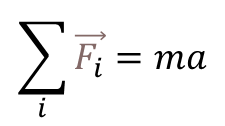 ∑ᵢ F⃗ᵢ = ma